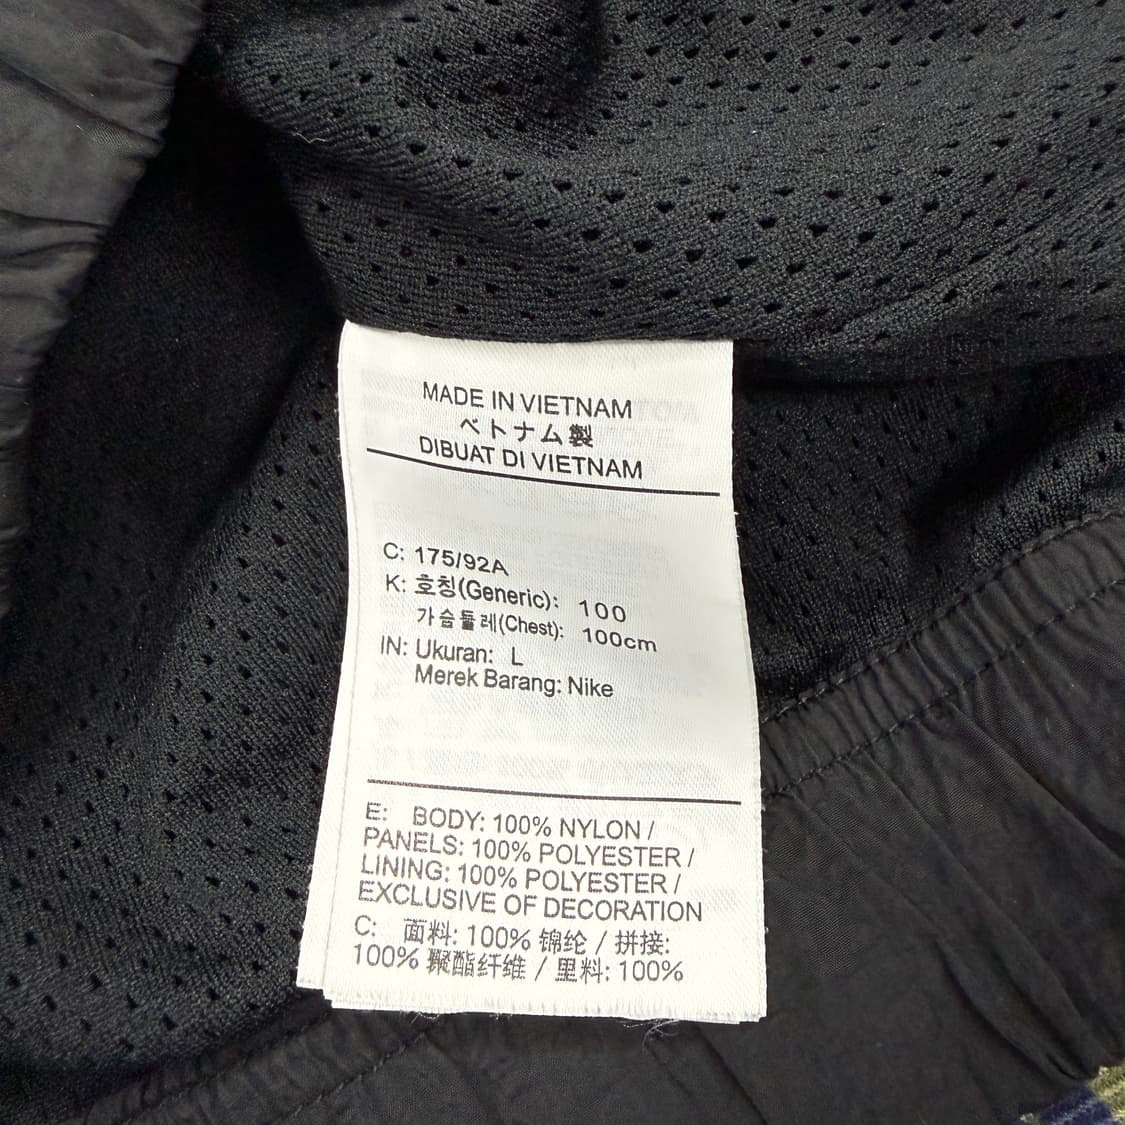 MADE IN VIETNAM
ベトナム製
DIBUAT DI VIETNAM
C: 175/92A
K: 호칭(Generic): 100
가슴둘레(Chest): 100cm
IN: Ukuran: L
Merek Barang: Nike
E: BODY: 100% NYLON /
PANELS: 100% POLYESTER /
LINING: 100% POLYESTER /
EXCLUSIVE OF DECORATION
C: 面料: 100% 锦纶 / 拼接:
100% 聚酯纤维 / 里料: 100%